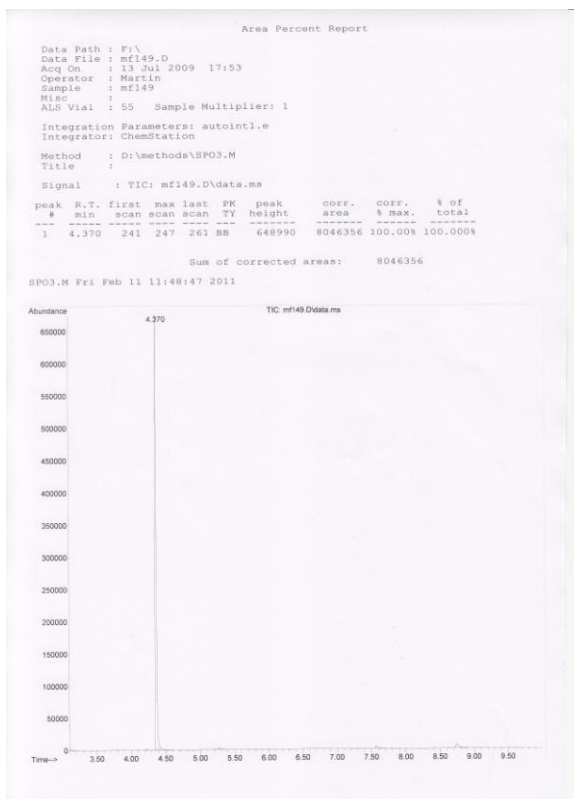 Area Percent Report
Data Path : F:\
Data File : mf149.D
Acq On : 13 Jul 2009 17:53
Operator : Martin
Sample : mf149
Misc :
ALS Vial : 55 Sample Multiplier: 1
Integration Parameters: autoint1.e
Integrator: ChemStation
Method : D:\methods\SPO3.M
Title :
Signal : TIC: mf149.D\data.ms
peak R.T. first max last PK peak corr. corr. % of
# min scan scan scan TY height area % max. total
--- ----- ----- ---- ---- --- ------- ------- ------ -------
1 4.370 241 247 261 BB 648990 8046356 100.00% 100.000%
Sum of corrected areas: 8046356
SPO3.M Fri Feb 11 11:48:47 2011
Abundance
TIC: mf149.D\data.ms
4.370
650000
600000
550000
500000
450000
400000
350000
300000
250000
200000
150000
100000
50000
0
Time--> 3.50 4.00 4.50 5.00 5.50 6.00 6.50 7.00 7.50 8.00 8.50 9.00 9.50